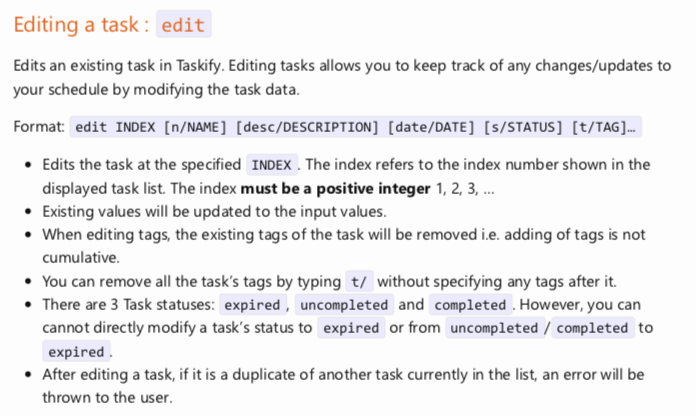 Editing a task : edit
Edits an existing task in Taskify. Editing tasks allows you to keep track of any changes/updates to
your schedule by modifying the task data.
Format: edit INDEX [n/NAME] [desc/DESCRIPTION] [date/DATE] [s/STATUS] [t/TAG]…
• Edits the task at the specified INDEX. The index refers to the index number shown in the
displayed task list. The index must be a positive integer 1, 2, 3, …
• Existing values will be updated to the input values.
• When editing tags, the existing tags of the task will be removed i.e. adding of tags is not
cumulative.
• You can remove all the task's tags by typing t/ without specifying any tags after it.
• There are 3 Task statuses: expired, uncompleted and completed. However, you can
cannot directly modify a task's status to expired or from uncompleted/completed to
expired.
• After editing a task, if it is a duplicate of another task currently in the list, an error will be
thrown to the user.